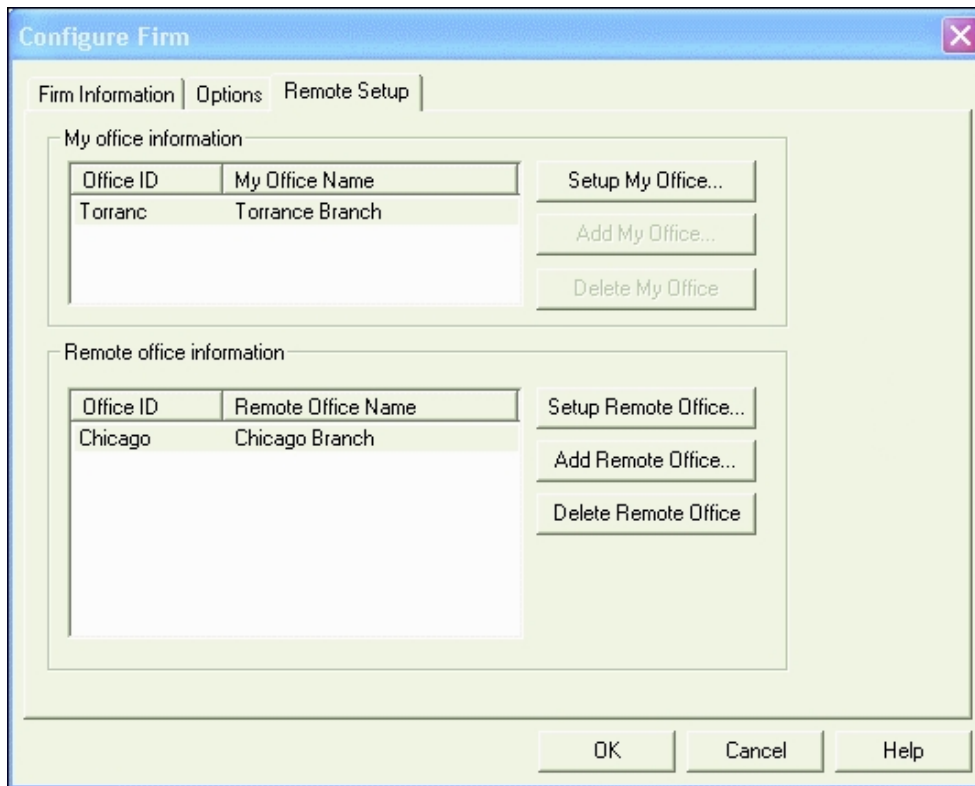 Configure Firm
Firm Information Options Remote Setup
My office information
Office ID My Office Name
Torranc Torrance Branch
Setup My Office...
Add My Office...
Delete My Office
Remote office information
Office ID Remote Office Name
Chicago Chicago Branch
Setup Remote Office...
Add Remote Office...
Delete Remote Office
OK Cancel Help